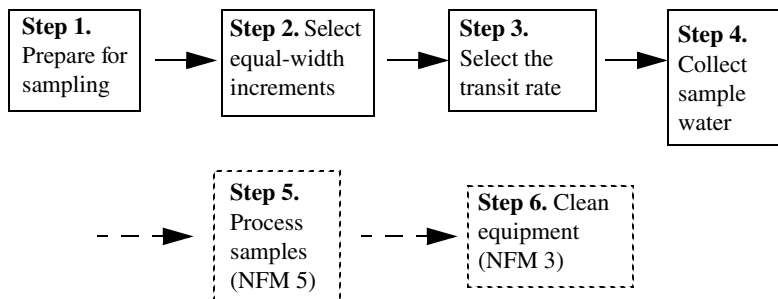 Step 1.
Prepare for
sampling
Step 2. Select
equal-width
increments
Step 3.
Select the
transit rate
Step 4.
Collect
sample
water
Step 5.
Process
samples
(NFM 5)
Step 6. Clean
equipment
(NFM 3)